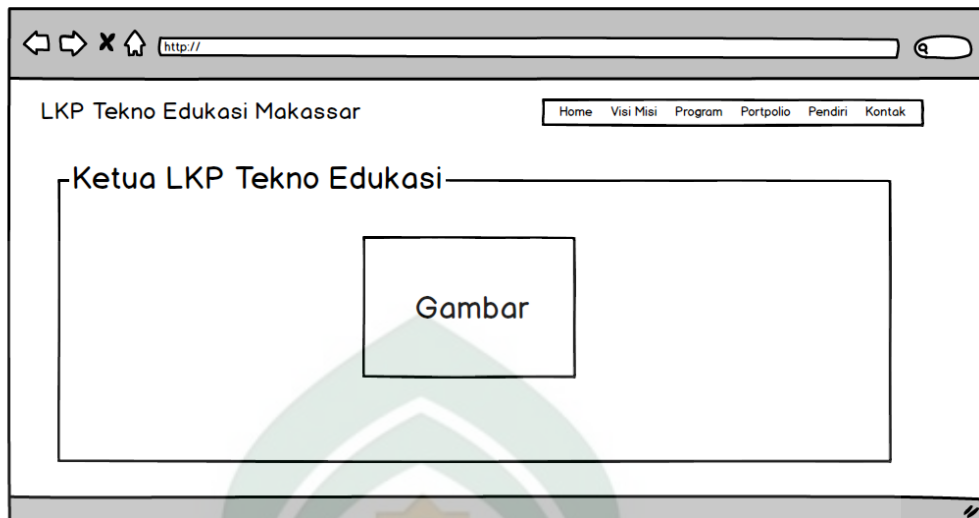 http://
LKP Tekno Edukasi Makassar
Home Visi Misi Program Portpolio Pendiri Kontak
Ketua LKP Tekno Edukasi
Gambar